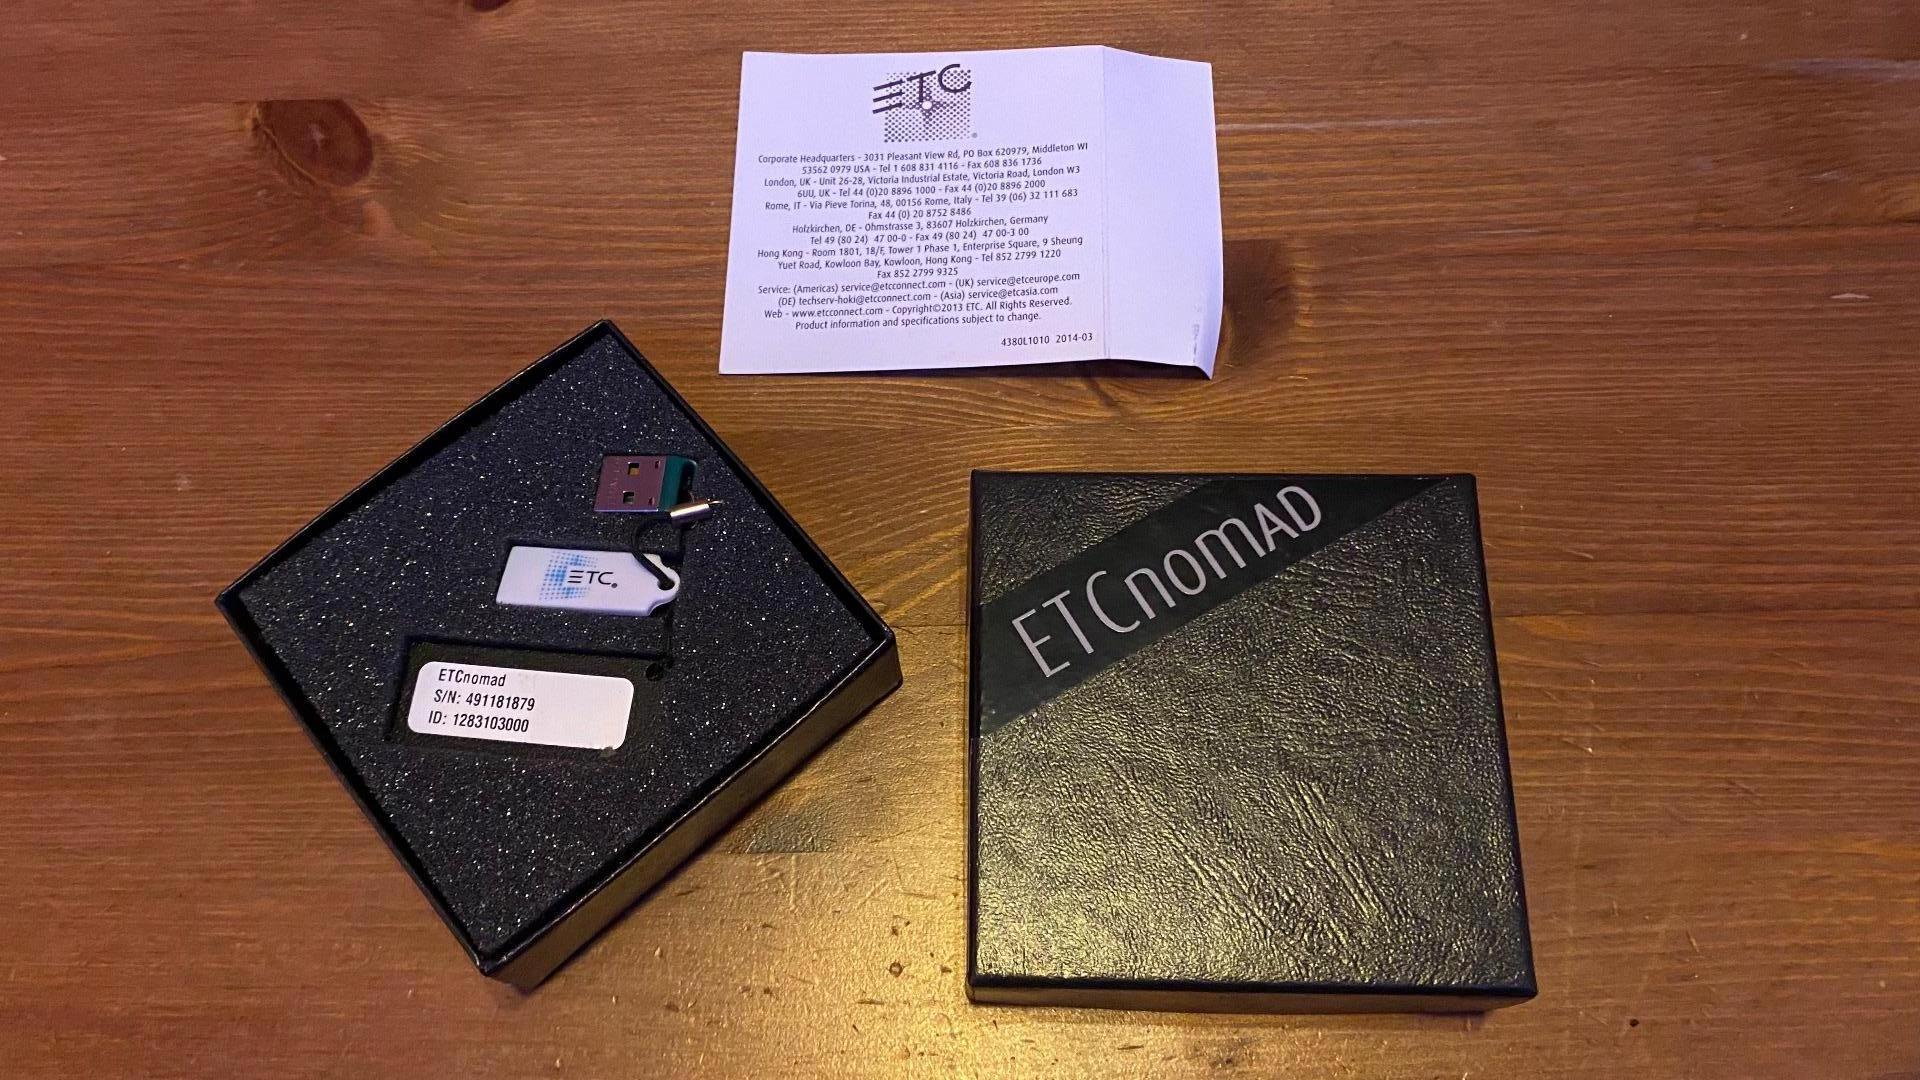 ETC
Corporate Headquarters - 3031 Pleasant View Rd, PO Box 620979, Middleton WI
53562 0979 USA - Tel 1 608 831 4116 - Fax 608 836 1736
London, UK - Unit 26-28, Victoria Industrial Estate, Victoria Road, London W3
6UU, UK - Tel 44 (0)20 8896 1000 - Fax 44 (0)20 8896 2000
Rome, IT - Via Pieve Torina, 48, 00156 Rome, Italy - Tel 39 (06) 32 111 683
Fax 44 (0) 20 8752 8486
Holzkirchen, DE - Ohmstrasse 3, 83607 Holzkirchen, Germany
Tel 49 (80 24) 47 00-0 - Fax 49 (80 24) 47 00-3 00
Hong Kong - Room 1801, 18/F, Tower 1 Phase 1, Enterprise Square, 9 Sheung
Yuet Road, Kowloon Bay, Kowloon, Hong Kong - Tel 852 2799 1220
Fax 852 2799 9325
Service: (Americas) service@etcconnect.com - (UK) service@etceurope.com
(DE) techserv-hoki@etcconnect.com - (Asia) service@etcasia.com
Web - www.etcconnect.com - Copyright©2013 ETC. All Rights Reserved.
Product information and specifications subject to change.
4380L1010 2014-03
ETC®
ETCnomad
S/N: 491181879
ID: 1283103000
ETCnomAD